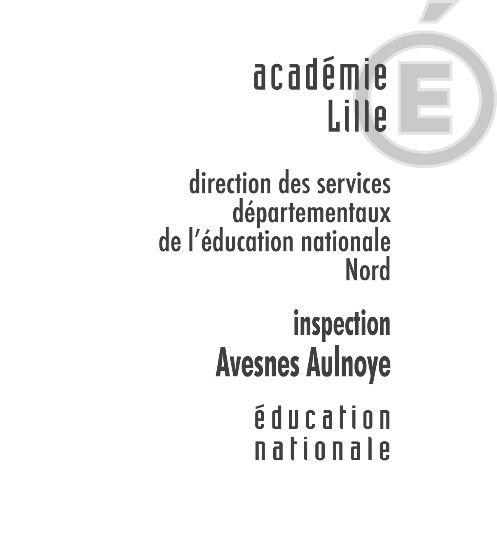 académie
Lille
É
direction des services
départementaux
de l'éducation nationale
Nord
inspection
Avesnes Aulnoye
éducation
nationale